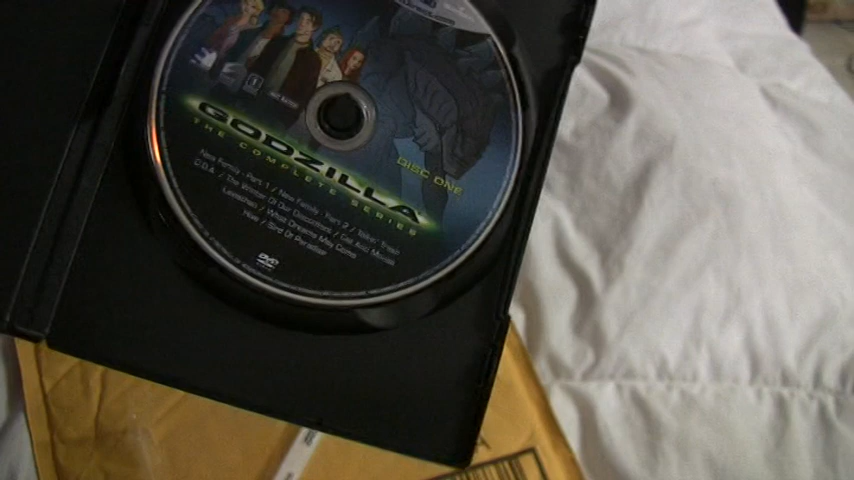 GODZILLA
THE COMPLETE SERIES
DISC ONE
New Family - Part 1 / New Family - Part 2 / Talkin' Trash
D.O.A. / The Winter Of Our Discontent / Cat And Mouse
Leviathan / What Dreams May Come
Hive / Bird Of Paradise
DVD